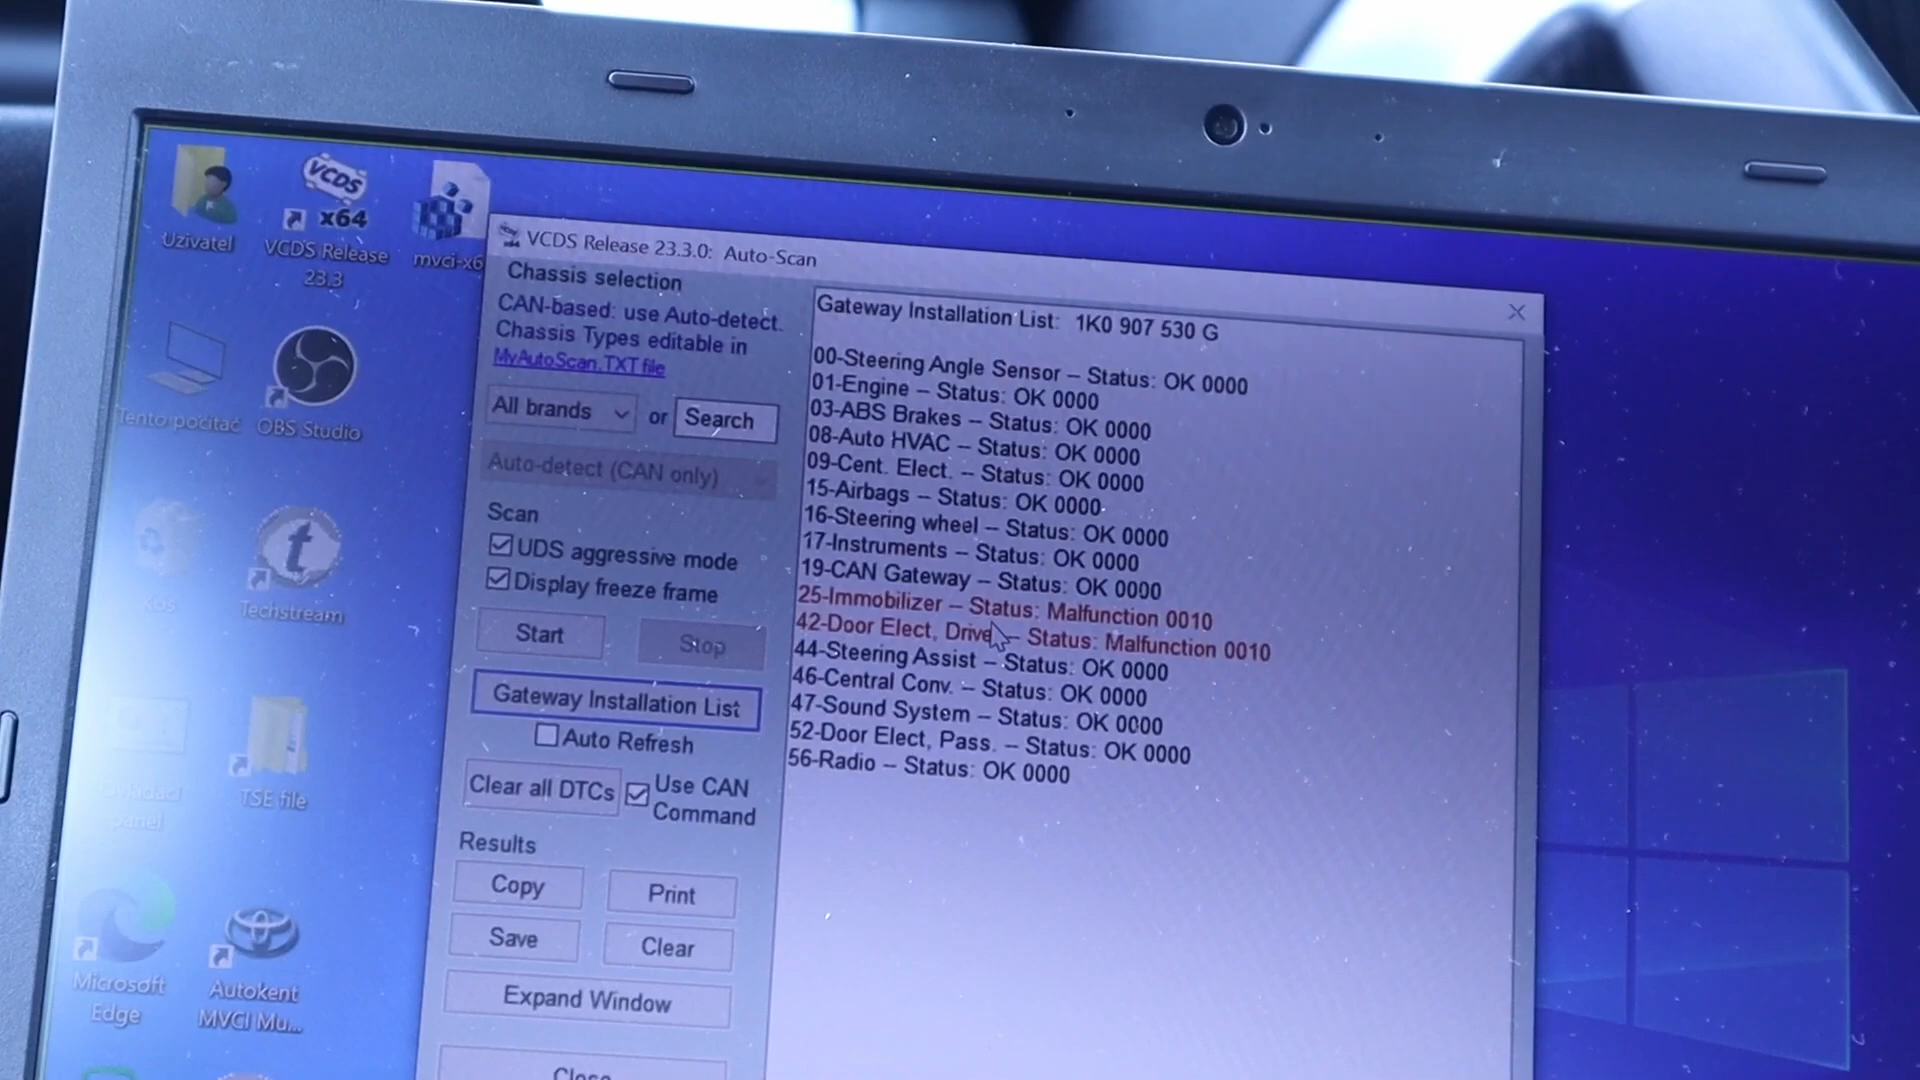 VCDS
x64
Uzivatel
VCDS Release
23.3
mvci-x6
Tento počítač
OBS Studio
Koš
Techstream
Ovládací
panel
TSE file
Microsoft
Edge
Autokent
MVCI Mu...
VCDS Release 23.3.0: Auto-Scan
Chassis selection
CAN-based: use Auto-detect.
Chassis Types editable in
MyAutoScan.TXT file
All brands
or
Search
Auto-detect (CAN only)
Scan
UDS aggressive mode
Display freeze frame
Start
Stop
Gateway Installation List
Auto Refresh
Clear all DTCs
Use CAN
Command
Results
Copy
Print
Save
Clear
Expand Window
Close
Gateway Installation List: 1K0 907 530 G
00-Steering Angle Sensor -- Status: OK 0000
01-Engine -- Status: OK 0000
03-ABS Brakes -- Status: OK 0000
08-Auto HVAC -- Status: OK 0000
09-Cent. Elect. -- Status: OK 0000
15-Airbags -- Status: OK 0000
16-Steering wheel -- Status: OK 0000
17-Instruments -- Status: OK 0000
19-CAN Gateway -- Status: OK 0000
25-Immobilizer -- Status: Malfunction 0010
42-Door Elect, Drive -- Status: Malfunction 0010
44-Steering Assist -- Status: OK 0000
46-Central Conv. -- Status: OK 0000
47-Sound System -- Status: OK 0000
52-Door Elect, Pass. -- Status: OK 0000
56-Radio -- Status: OK 0000